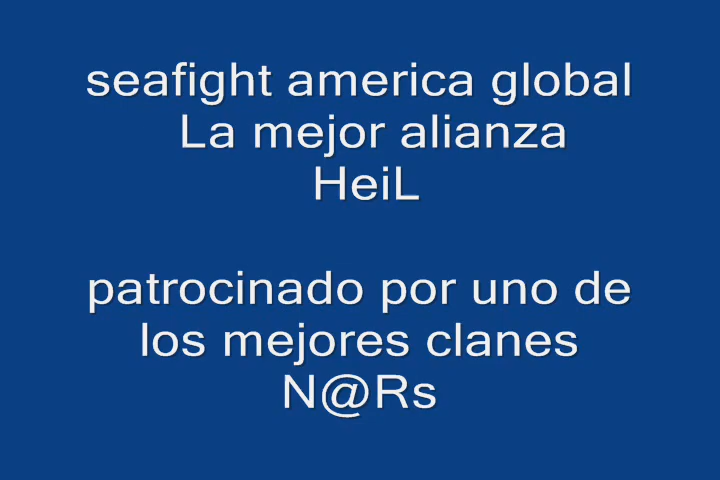 seafight america global
La mejor alianza
HeiL
patrocinado por uno de
los mejores clanes
N@Rs